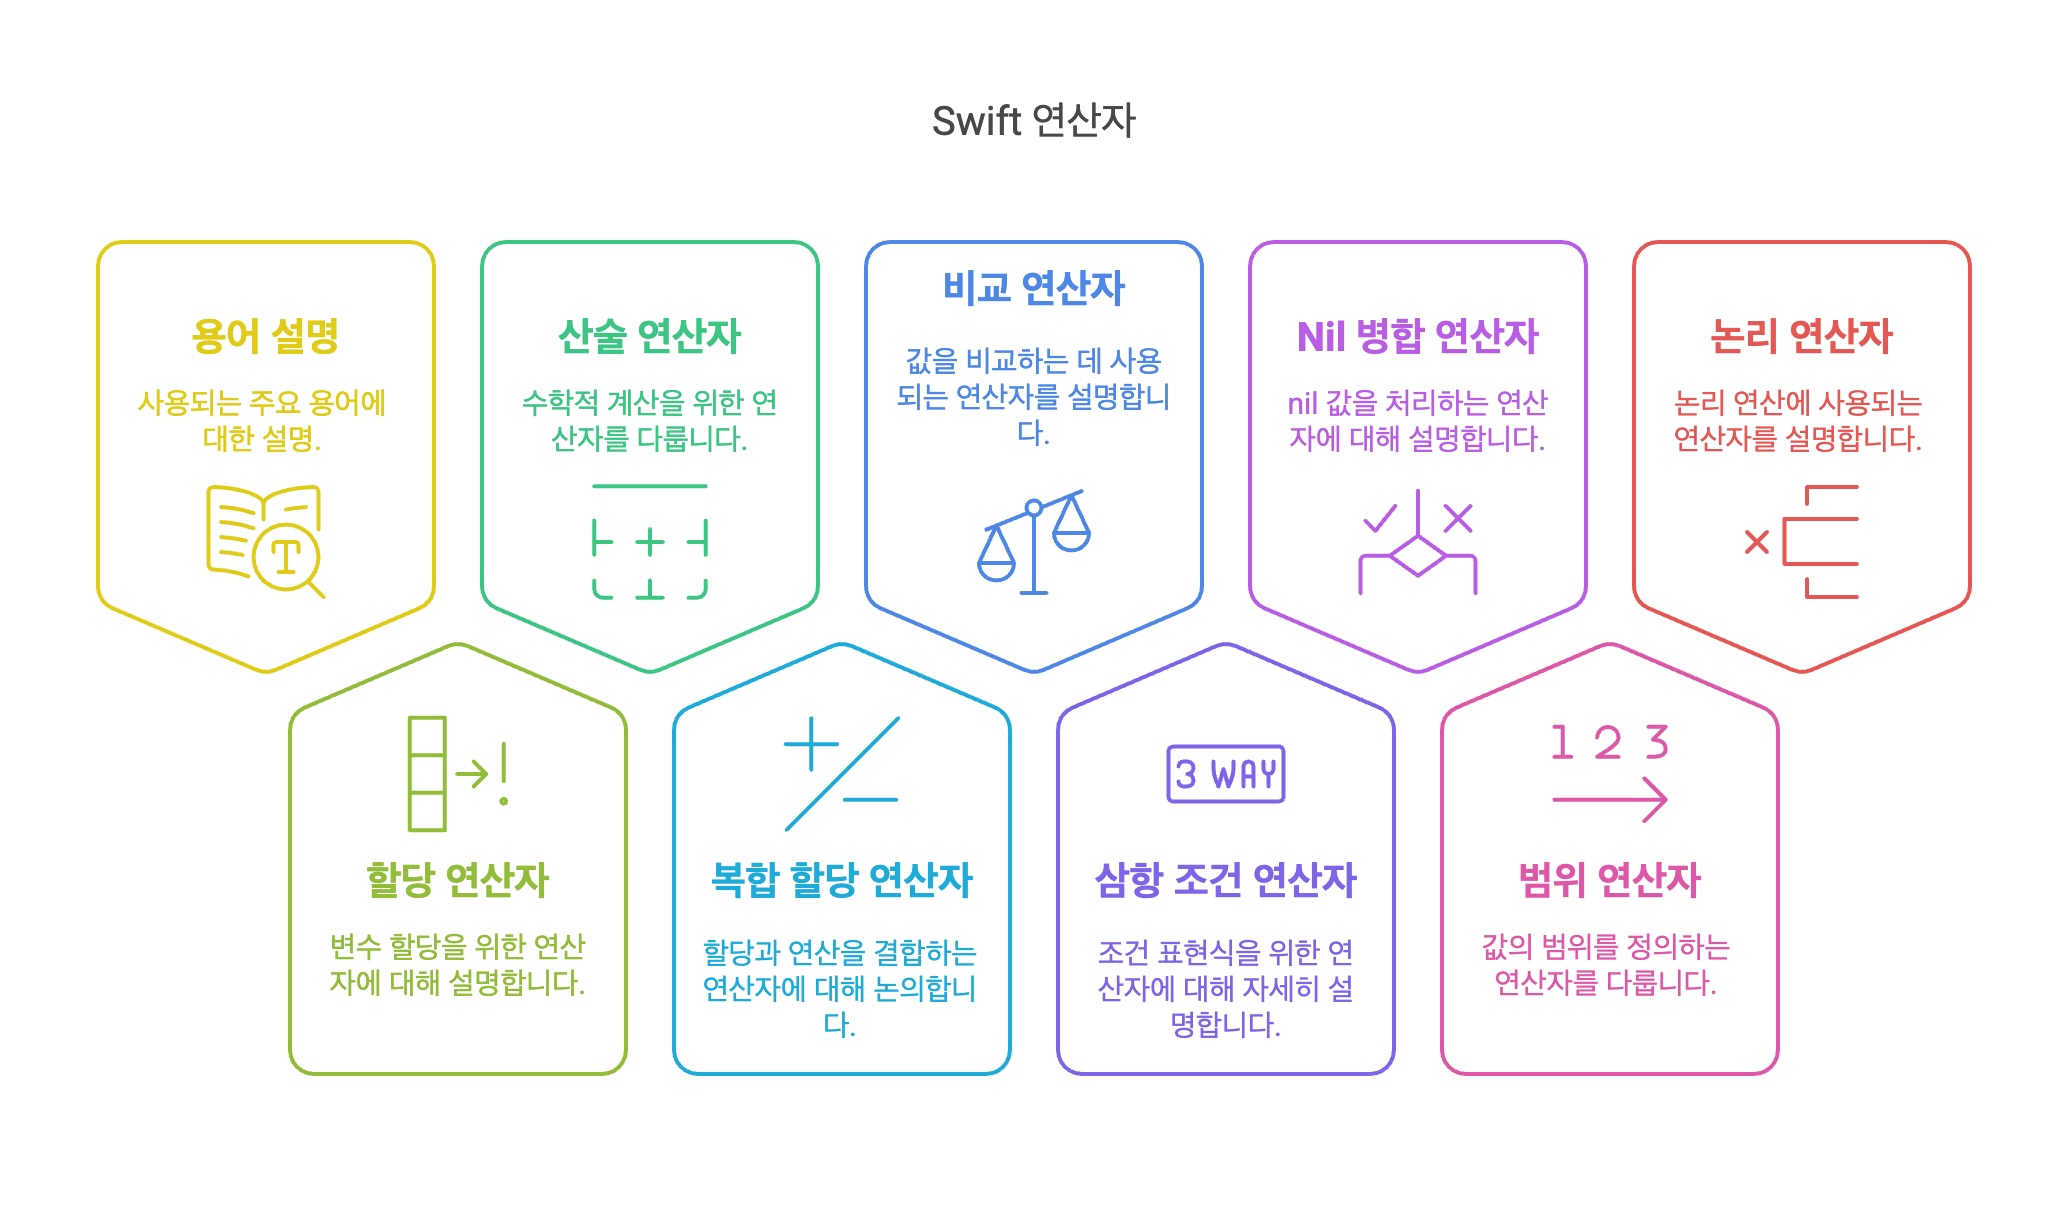 Swift 연산자
용어 설명
사용되는 주요 용어에
대한 설명.
T
할당 연산자
변수 할당을 위한 연산
자에 대해 설명합니다.
산술 연산자
수학적 계산을 위한 연
산자를 다룹니다.
복합 할당 연산자
할당과 연산을 결합하는
연산자에 대해 논의합니
다.
비교 연산자
값을 비교하는 데 사용
되는 연산자를 설명합니
다.
3 WAY
삼항 조건 연산자
조건 표현식을 위한 연
산자에 대해 자세히 설
명합니다.
Nil 병합 연산자
nil 값을 처리하는 연산
자에 대해 설명합니다.
1 2 3
범위 연산자
값의 범위를 정의하는
연산자를 다룹니다.
논리 연산자
논리 연산에 사용되는
연산자를 설명합니다.